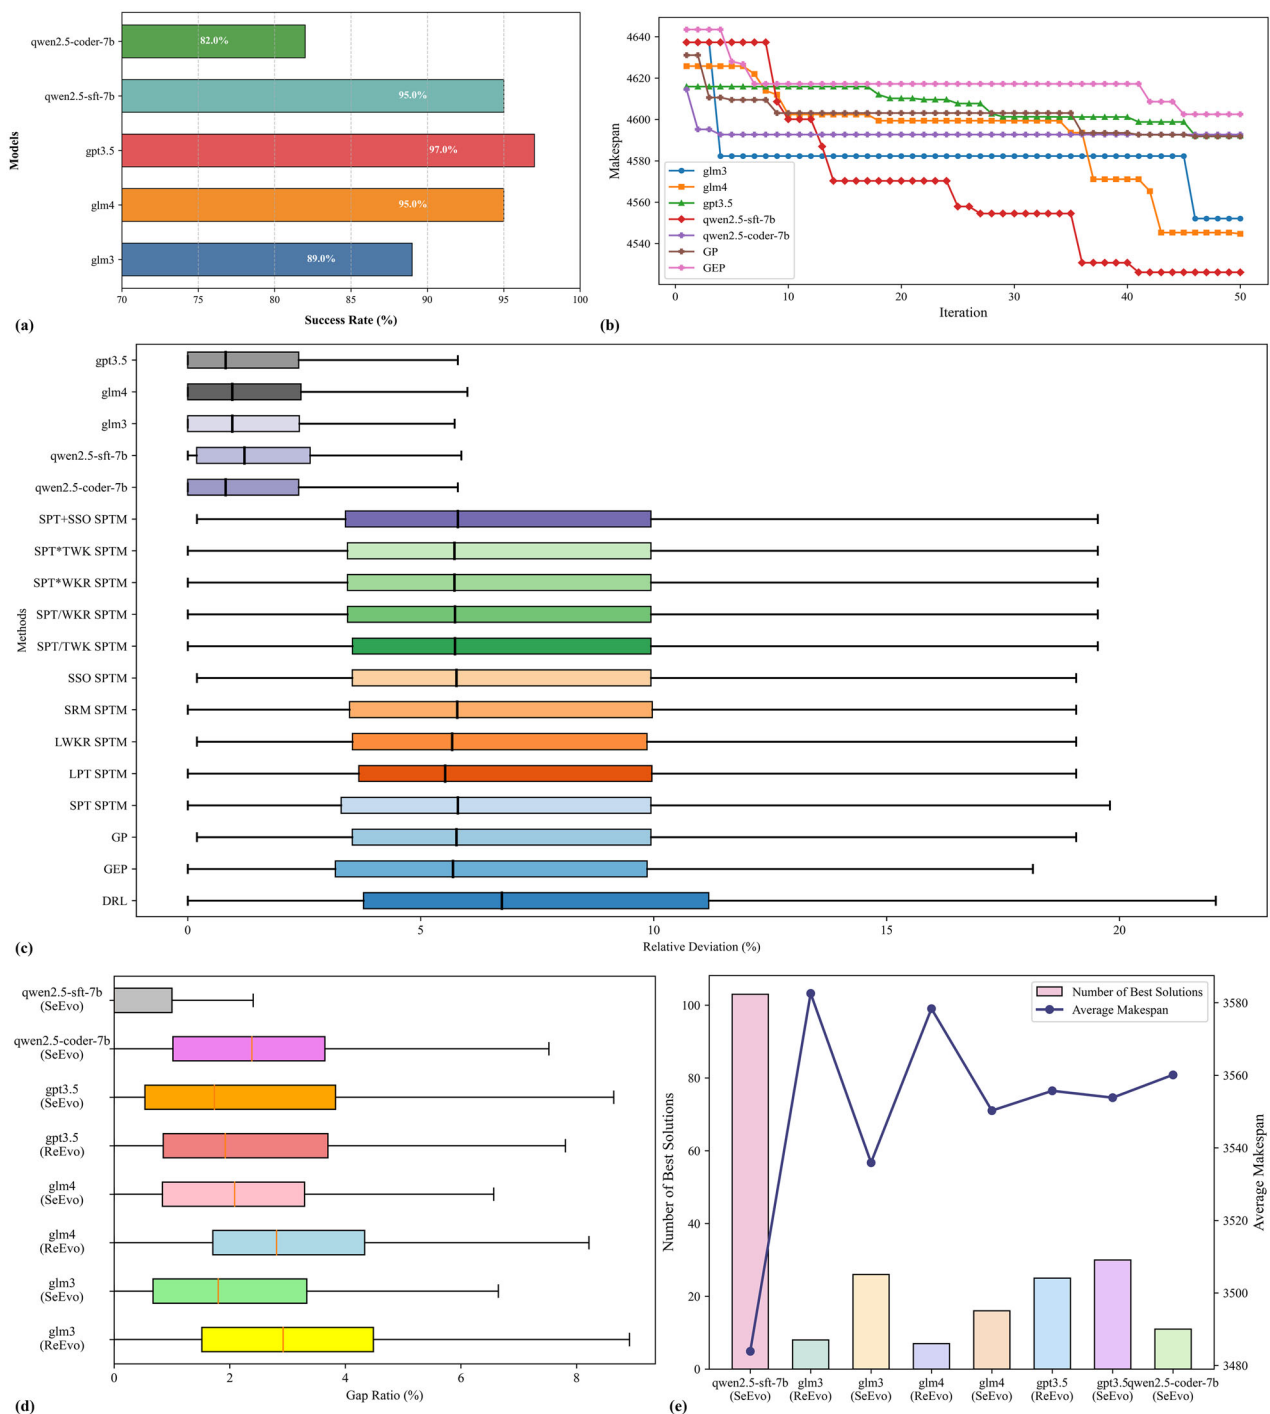 Models
qwen2.5-coder-7b
82.0%
qwen2.5-sft-7b
95.0%
gpt3.5
97.0%
glm4
95.0%
glm3
89.0%
70 75 80 85 90 95 100
Success Rate (%)
(a)
Makespan
4640
4620
4600
4580
4560
4540
glm3
glm4
gpt3.5
qwen2.5-sft-7b
qwen2.5-coder-7b
GP
GEP
0 10 20 30 40 50
Iteration
(b)
Methods
gpt3.5
glm4
glm3
qwen2.5-sft-7b
qwen2.5-coder-7b
SPT+SSO SPTM
SPT*TWK SPTM
SPT*WKR SPTM
SPT/WKR SPTM
SPT/TWK SPTM
SSO SPTM
SRM SPTM
LWKR SPTM
LPT SPTM
SPT SPTM
GP
GEP
DRL
0 5 10 15 20
Relative Deviation (%)
(c)
qwen2.5-sft-7b
(SeEvo)
qwen2.5-coder-7b
(SeEvo)
gpt3.5
(SeEvo)
gpt3.5
(ReEvo)
glm4
(SeEvo)
glm4
(ReEvo)
glm3
(SeEvo)
glm3
(ReEvo)
0 2 4 6 8
Gap Ratio (%)
(d)
Number of Best Solutions
100
80
60
40
20
0
Number of Best Solutions
Average Makespan
3580
3560
3540
3520
3500
3480
Average Makespan
qwen2.5-sft-7b glm3 glm3 glm4 glm4 gpt3.5 gpt3.5 qwen2.5-coder-7b
(SeEvo) (ReEvo) (SeEvo) (ReEvo) (SeEvo) (ReEvo) (SeEvo) (SeEvo)
(e)